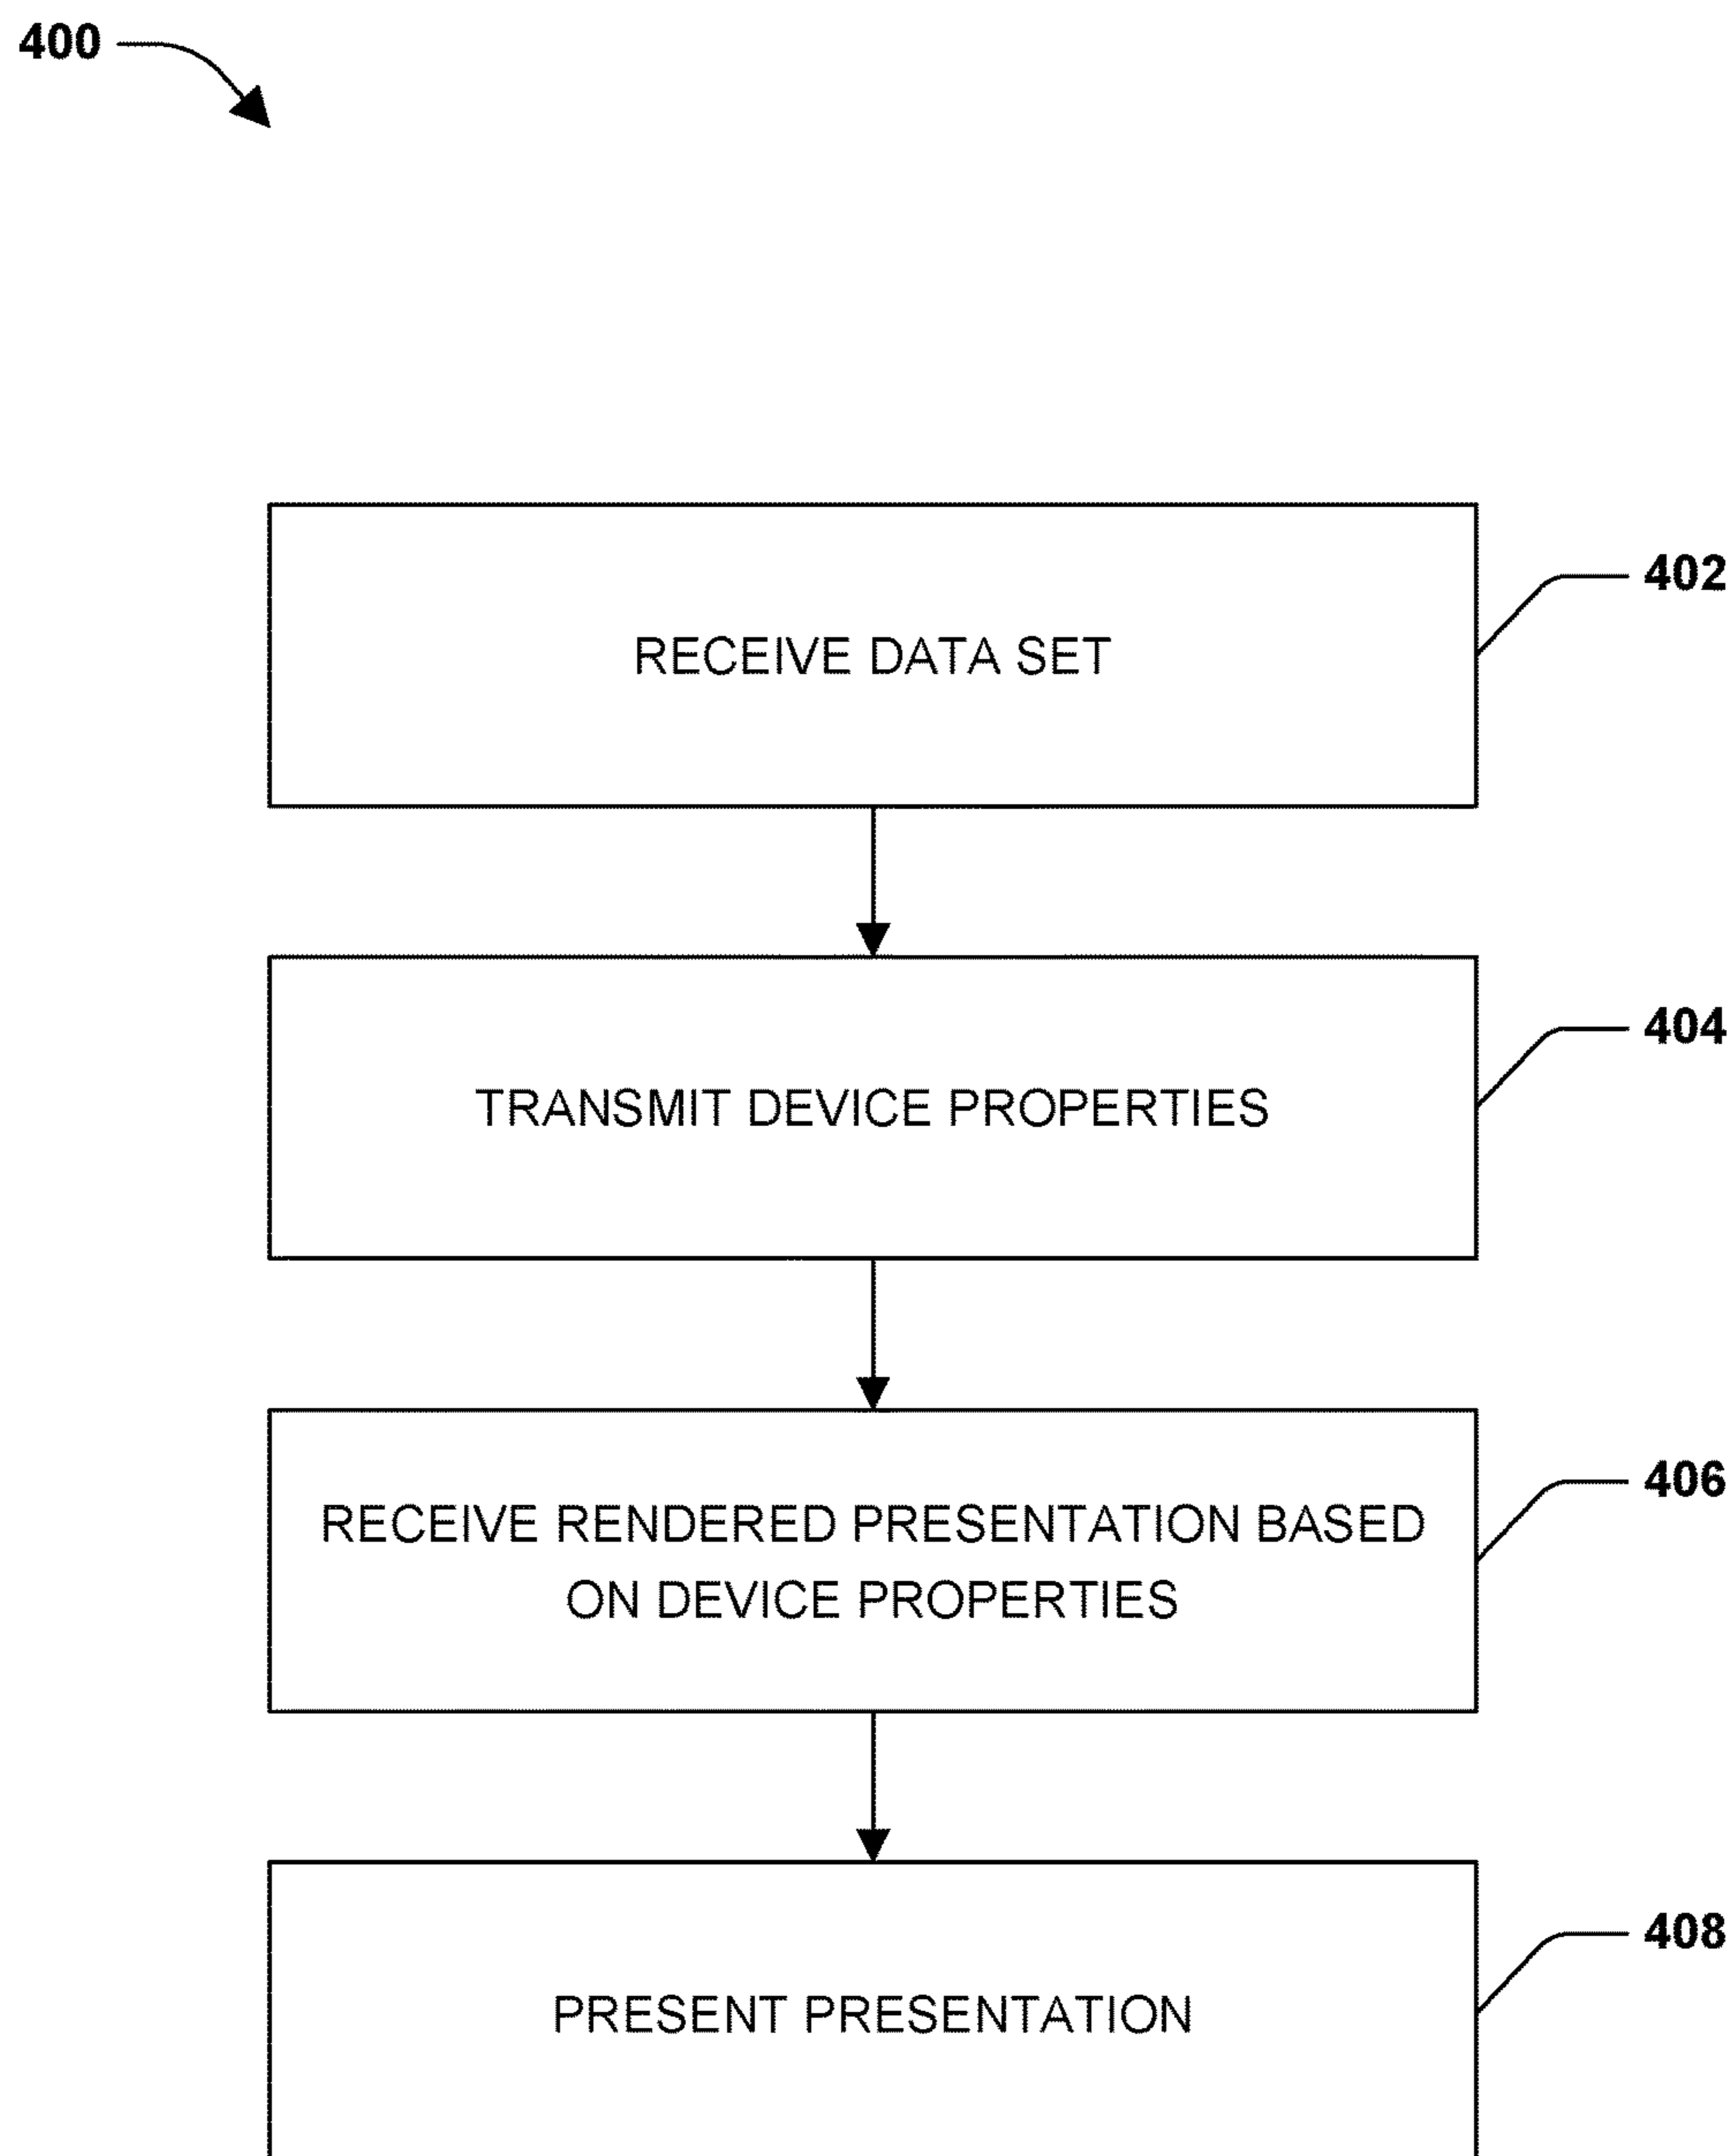 400
RECEIVE DATA SET
402
TRANSMIT DEVICE PROPERTIES
404
RECEIVE RENDERED PRESENTATION BASED
ON DEVICE PROPERTIES
406
PRESENT PRESENTATION
408